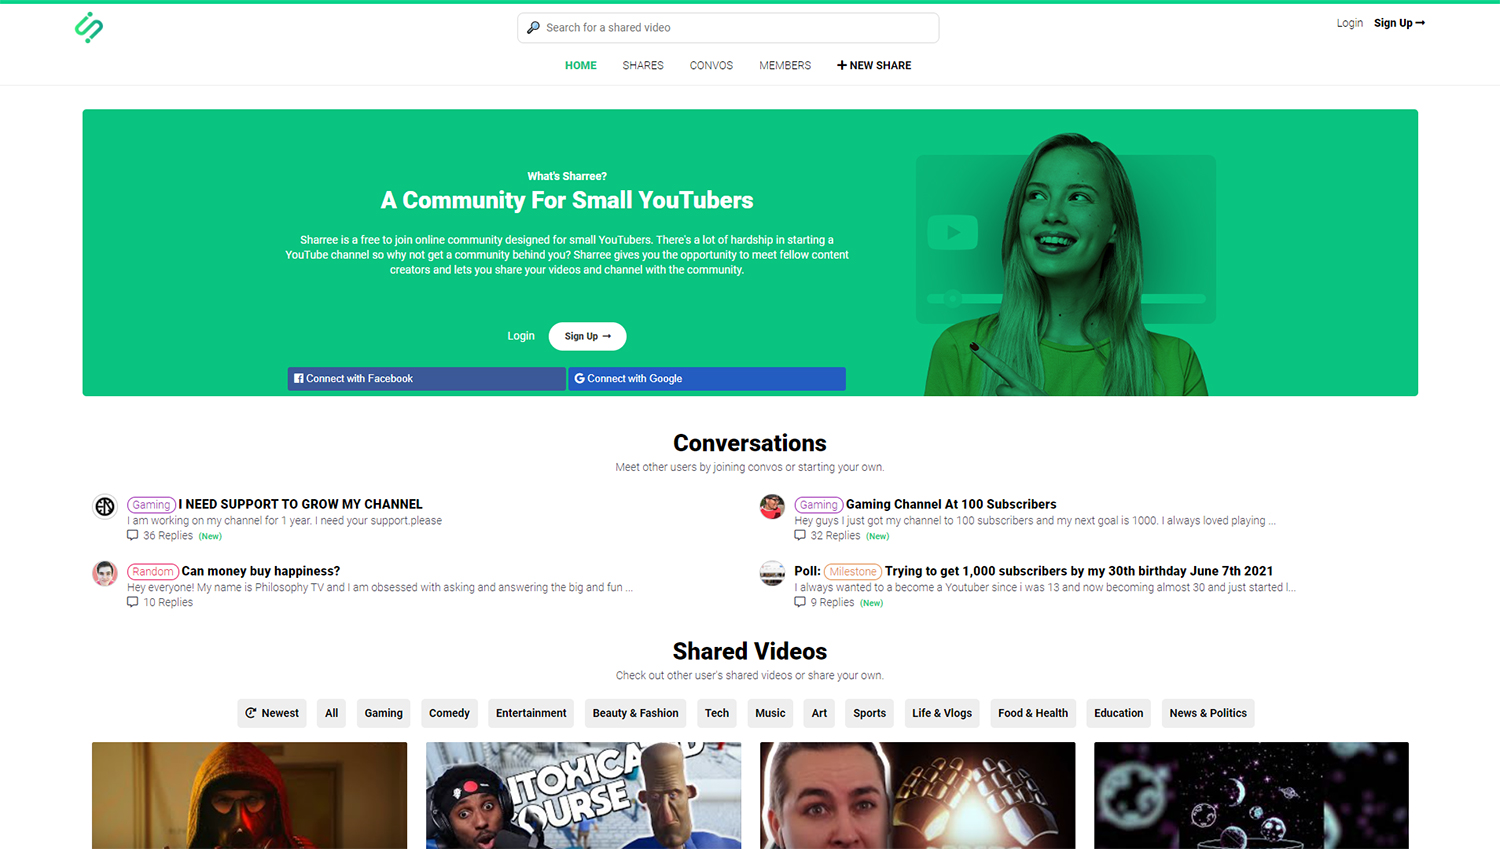 Search for a shared video
Login Sign Up
HOME SHARES CONVOS MEMBERS NEW SHARE
What's Sharree?
A Community For Small YouTubers
Sharree is a free to join online community designed for small YouTubers. There's a lot of hardship in starting a
YouTube channel so why not get a community behind you? Sharree gives you the opportunity to meet fellow content
creators and lets you share your videos and channel with the community.
Login Sign Up
Connect with Facebook Connect with Google
Conversations
Meet other users by joining convos or starting your own.
Gaming I NEED SUPPORT TO GROW MY CHANNEL
I am working on my channel for 1 year. I need your support.please
36 Replies (New)
Gaming Gaming Channel At 100 Subscribers
Hey guys I just got my channel to 100 subscribers and my next goal is 1000. I always loved playing ...
32 Replies (New)
Random Can money buy happiness?
Hey everyone! My name is Philosophy TV and I am obsessed with asking and answering the big and fun ...
10 Replies
Poll: Milestone Trying to get 1,000 subscribers by my 30th birthday June 7th 2021
I always wanted to a become a Youtuber since i was 13 and now becoming almost 30 and just started l...
9 Replies (New)
Shared Videos
Check out other user's shared videos or share your own.
Newest All Gaming Comedy Entertainment Beauty & Fashion Tech Music Art Sports Life & Vlogs Food & Health Education News & Politics